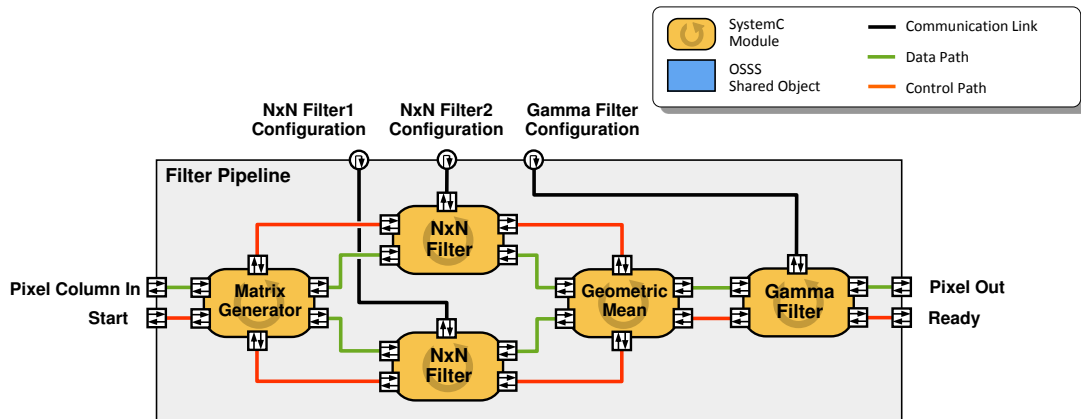 SystemC
Module
OSSS
Shared Object
Communication Link
Data Path
Control Path
NxN Filter1
Configuration
NxN Filter2
Configuration
Gamma Filter
Configuration
Filter Pipeline
NxN
Filter
Pixel Column In
Start
Matrix
Generator
Geometric
Mean
Gamma
Filter
Pixel Out
Ready
NxN
Filter